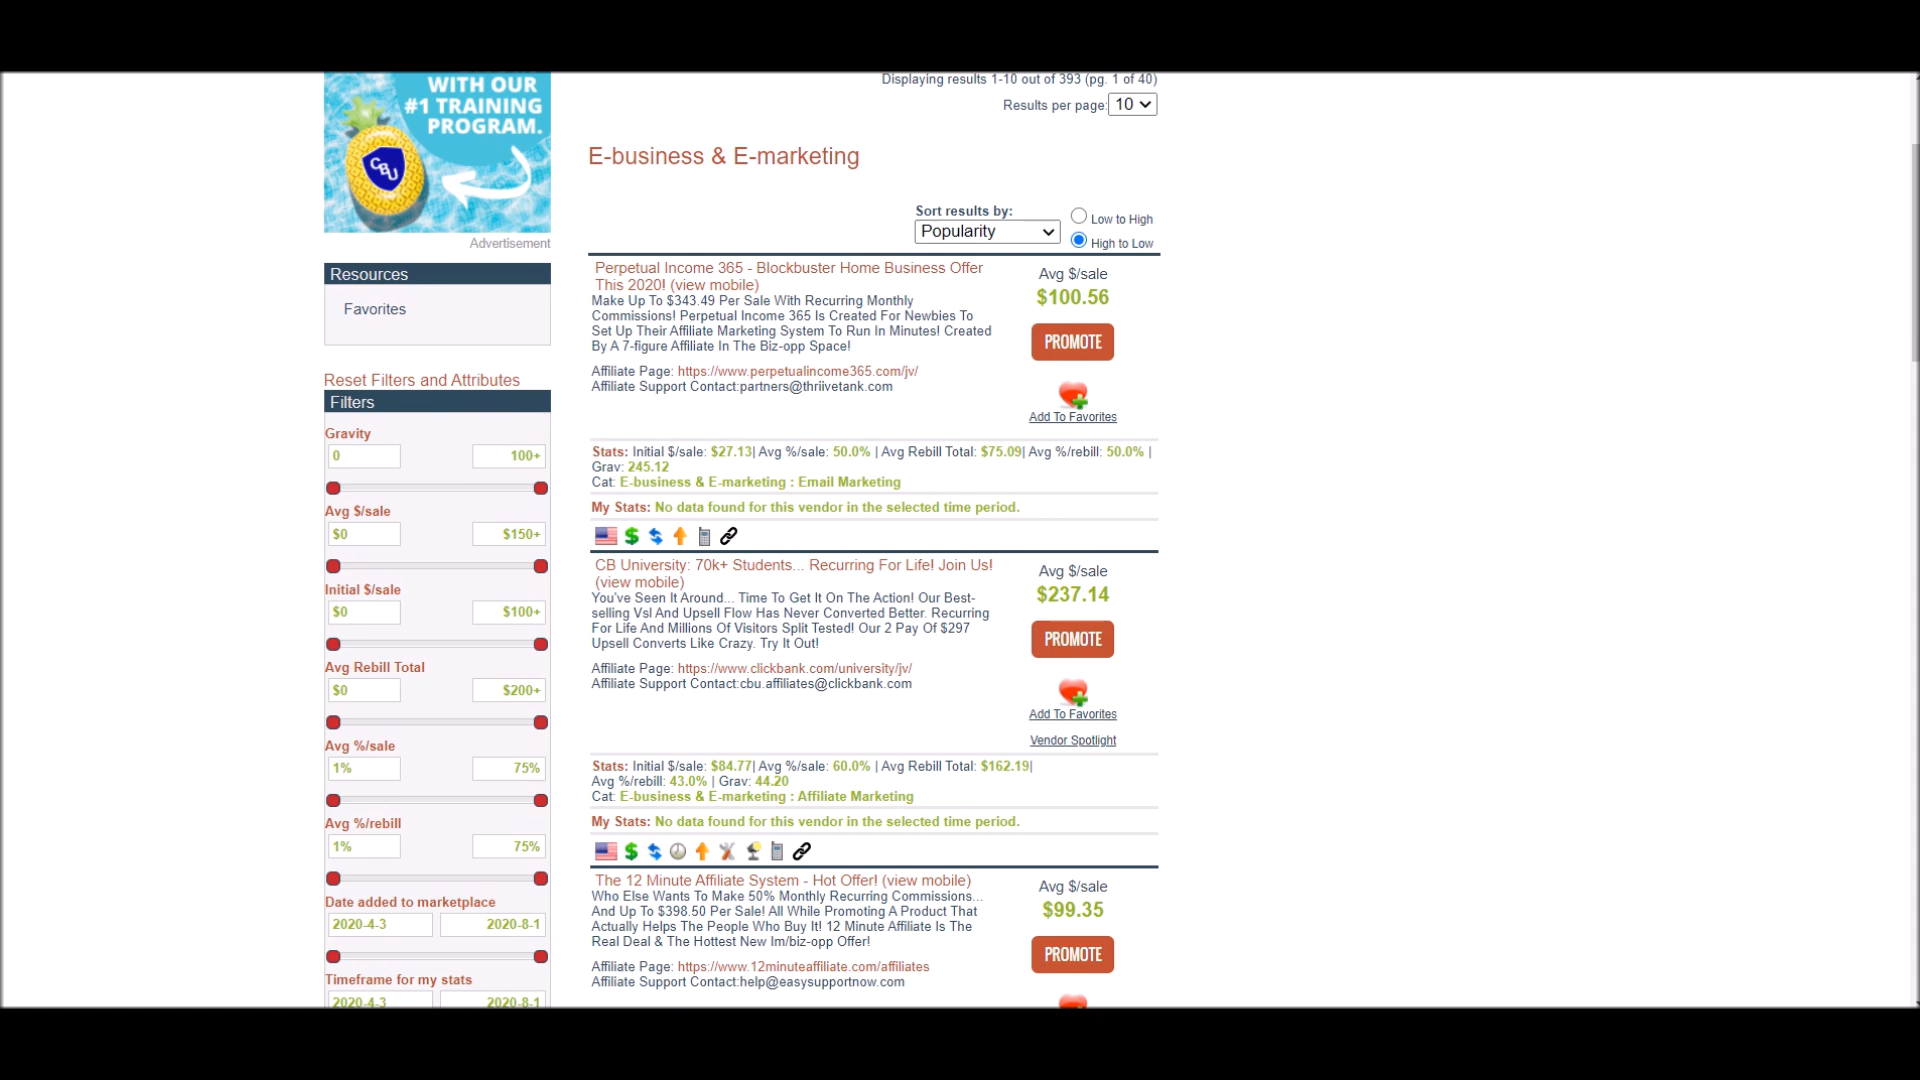 WITH OUR
#1 TRAINING
PROGRAM.
CBU
Advertisement
Resources
Favorites
Reset Filters and Attributes
Filters
Gravity
0 100+
Avg $/sale
$0 $150+
Initial $/sale
$0 $100+
Avg Rebill Total
$0 $200+
Avg %/sale
1% 75%
Avg %/rebill
1% 75%
Date added to marketplace
2020-4-3 2020-8-1
Timeframe for my stats
2020-4-3 2020-8-1
Displaying results 1-10 out of 393 (pg. 1 of 40)
Results per page: 10
E-business & E-marketing
Sort results by:
Popularity
Low to High
High to Low
Perpetual Income 365 - Blockbuster Home Business Offer
This 2020! (view mobile)
Make Up To $343.49 Per Sale With Recurring Monthly
Commissions! Perpetual Income 365 Is Created For Newbies To
Set Up Their Affiliate Marketing System To Run In Minutes! Created
By A 7-figure Affiliate In The Biz-opp Space!
Affiliate Page: https://www.perpetualincome365.com/jv/
Affiliate Support Contact:partners@thriivetank.com
Avg $/sale
$100.56
PROMOTE
Add To Favorites
Stats: Initial $/sale: $27.13| Avg %/sale: 50.0% | Avg Rebill Total: $75.09| Avg %/rebill: 50.0% |
Grav: 245.12
Cat: E-business & E-marketing : Email Marketing
My Stats: No data found for this vendor in the selected time period.
CB University: 70k+ Students... Recurring For Life! Join Us!
(view mobile)
You've Seen It Around... Time To Get It On The Action! Our Best-
selling Vsl And Upsell Flow Has Never Converted Better. Recurring
For Life And Millions Of Visitors Split Tested! Our 2 Pay Of $297
Upsell Converts Like Crazy. Try It Out!
Affiliate Page: https://www.clickbank.com/university/jv/
Affiliate Support Contact:cbu.affiliates@clickbank.com
Avg $/sale
$237.14
PROMOTE
Add To Favorites
Vendor Spotlight
Stats: Initial $/sale: $84.77| Avg %/sale: 60.0% | Avg Rebill Total: $162.19|
Avg %/rebill: 43.0% | Grav: 44.20
Cat: E-business & E-marketing : Affiliate Marketing
My Stats: No data found for this vendor in the selected time period.
The 12 Minute Affiliate System - Hot Offer! (view mobile)
Who Else Wants To Make 50% Monthly Recurring Commissions...
And Up To $398.50 Per Sale! All While Promoting A Product That
Actually Helps The People Who Buy It! 12 Minute Affiliate Is The
Real Deal & The Hottest New Im/biz-opp Offer!
Affiliate Page: https://www.12minuteaffiliate.com/affiliates
Affiliate Support Contact:help@easysupportnow.com
Avg $/sale
$99.35
PROMOTE